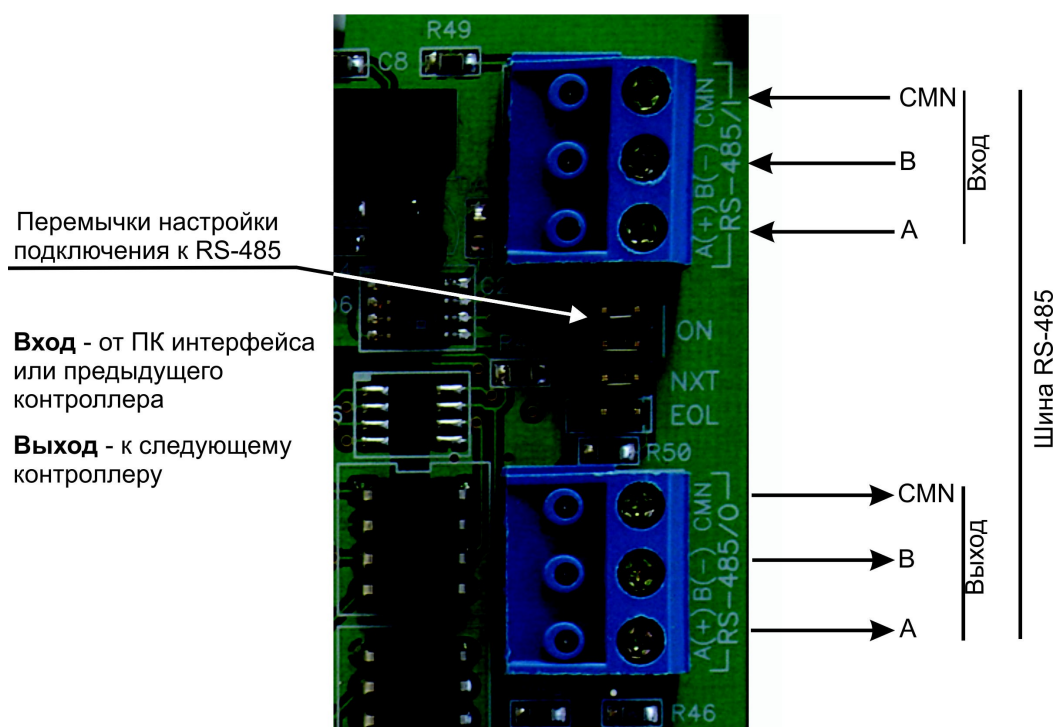 R49
C8
CMN
B(-)
A(+)
RS-485/I
CMN
B
A
Вход
Перемычки настройки
подключения к RS-485
Вход - от ПК интерфейса
или предыдущего
контроллера
Выход - к следующему
контроллеру
ON
NXT
EOL
R50
CMN
B(-)
A(+)
RS-485/O
CMN
B
A
Выход
Шина RS-485
R46